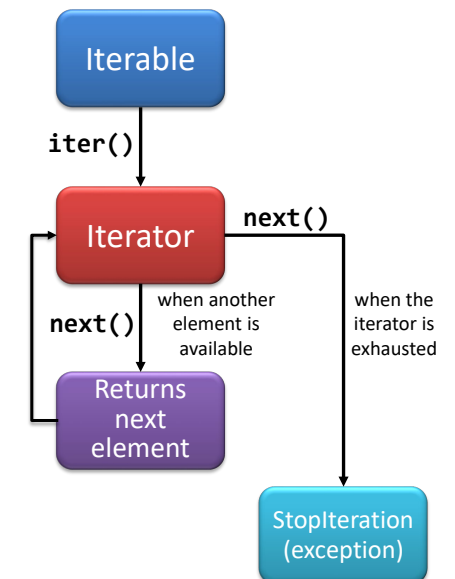 Iterable
iter()
Iterator
next()
next()
when another
element is
available
when the
iterator is
exhausted
Returns
next
element
StopIteration
(exception)